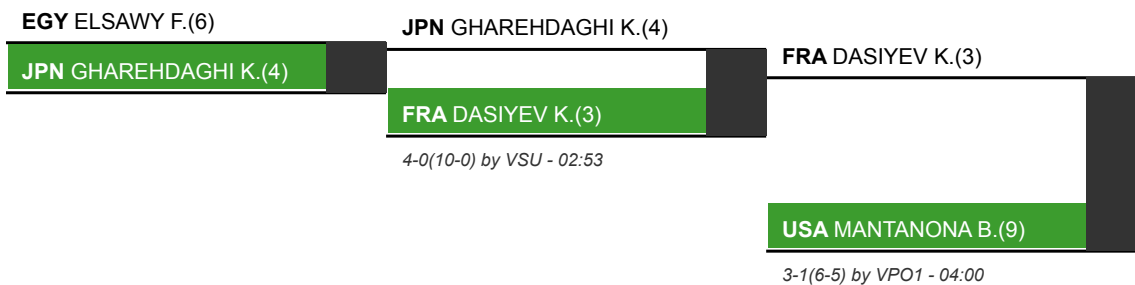 EGY ELSAWY F.(6)
JPN GHAREHDAGHI K.(4)
JPN GHAREHDAGHI K.(4)
FRA DASIYEV K.(3)
4-0(10-0) by VSU - 02:53
FRA DASIYEV K.(3)
USA MANTANONA B.(9)
3-1(6-5) by VPO1 - 04:00